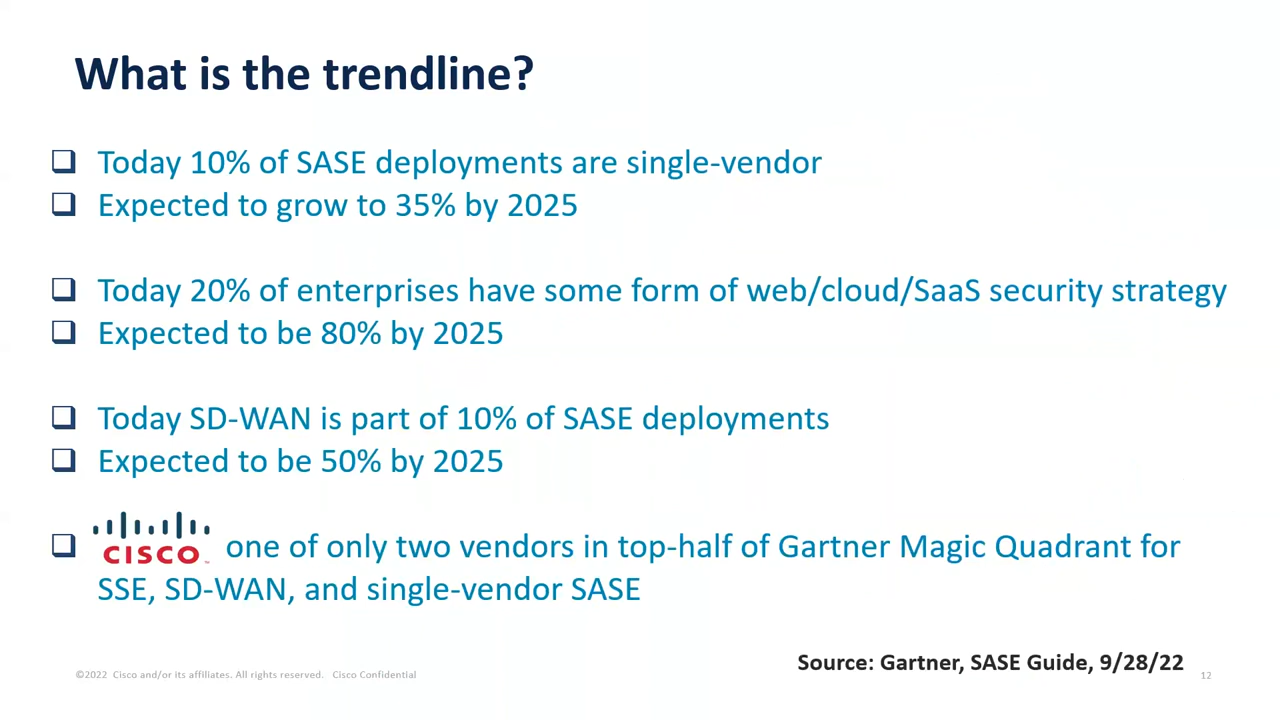 What is the trendline?
Today 10% of SASE deployments are single-vendor
Expected to grow to 35% by 2025
Today 20% of enterprises have some form of web/cloud/SaaS security strategy
Expected to be 80% by 2025
Today SD-WAN is part of 10% of SASE deployments
Expected to be 50% by 2025
CISCO™ one of only two vendors in top-half of Gartner Magic Quadrant for
SSE, SD-WAN, and single-vendor SASE
Source: Gartner, SASE Guide, 9/28/22
©2022 Cisco and/or its affiliates. All rights reserved. Cisco Confidential
12